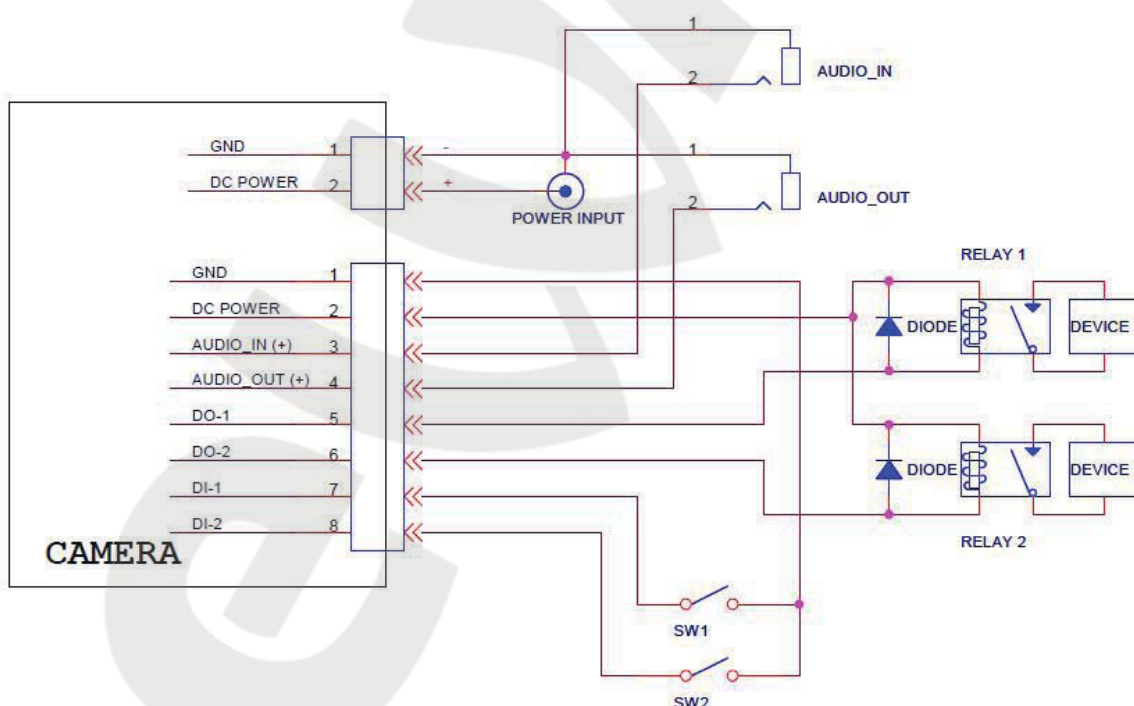 1
AUDIO_IN
2
GND 1 -
1
DC POWER 2 +
POWER INPUT
2
AUDIO_OUT
GND 1
RELAY 1
DC POWER 2
DIODE
DEVICE
AUDIO_IN (+) 3
AUDIO_OUT (+) 4
DO-1 5
DO-2 6
DIODE
DEVICE
DI-1 7
DI-2 8
RELAY 2
CAMERA
SW1
SW2